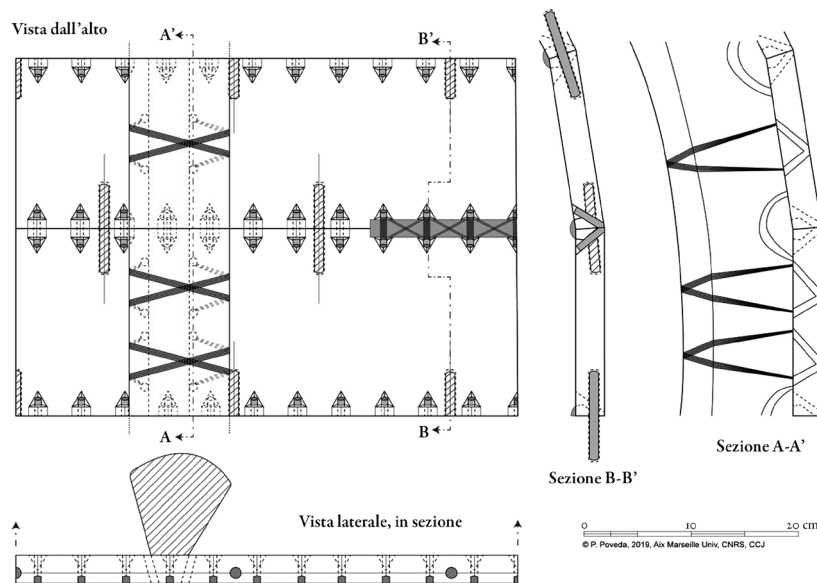 Vista dall'alto
A'
B'
A
B
Sezione A-A'
Sezione B-B'
Vista laterale, in sezione
0 10 20 cm
© P. Poveda, 2019, Aix Marseille Univ, CNRS, CCJ